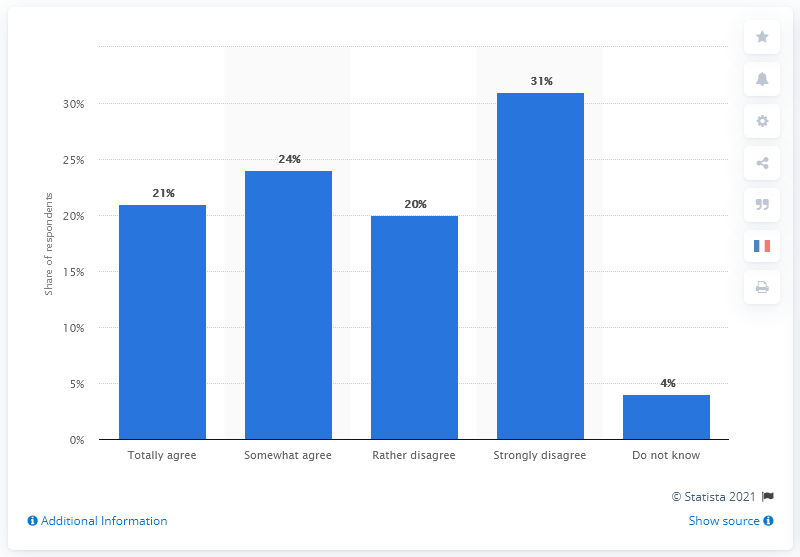 31%
24%
21%
20%
4%
30%
25%
20%
15%
10%
5%
0%
Share of respondents
Totally agree
Somewhat agree
Rather disagree
Strongly disagree
Do not know
© Statista 2021
Additional Information
Show source